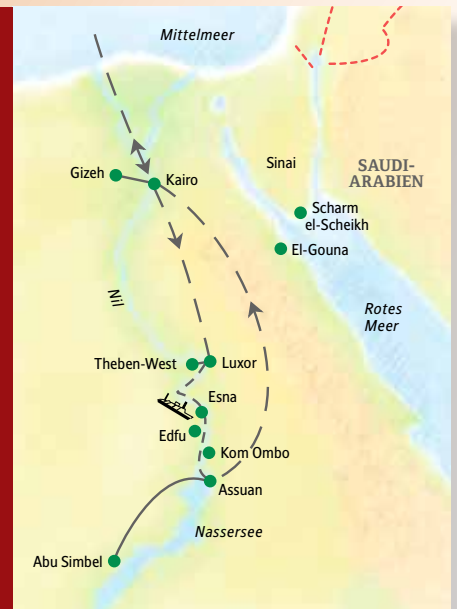 Mittelmeer
Gizeh
Kairo
Sinai
SAUDI-
ARABIEN
Scharm
el-Scheikh
El-Gouna
Nil
Rotes
Meer
Theben-West
Luxor
Esna
Edfu
Kom Ombo
Assuan
Nassersee
Abu Simbel